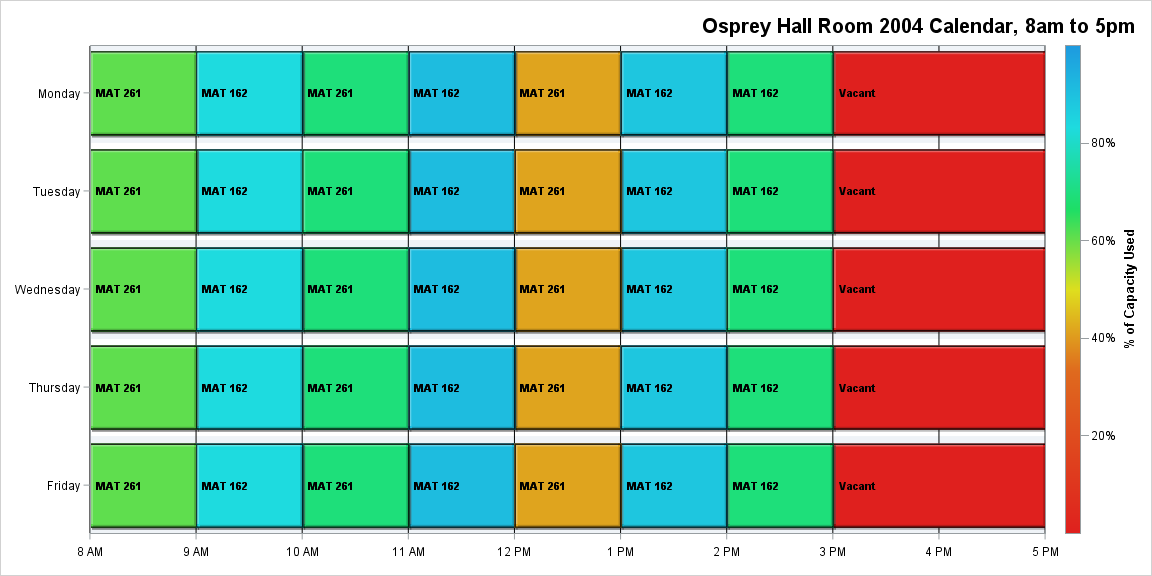 Osprey Hall Room 2004 Calendar, 8am to 5pm
Monday MAT 261 MAT 162 MAT 261 MAT 162 MAT 261 MAT 162 MAT 162 Vacant
Tuesday MAT 261 MAT 162 MAT 261 MAT 162 MAT 261 MAT 162 MAT 162 Vacant
Wednesday MAT 261 MAT 162 MAT 261 MAT 162 MAT 261 MAT 162 MAT 162 Vacant
Thursday MAT 261 MAT 162 MAT 261 MAT 162 MAT 261 MAT 162 MAT 162 Vacant
Friday MAT 261 MAT 162 MAT 261 MAT 162 MAT 261 MAT 162 MAT 162 Vacant
8 AM 9 AM 10 AM 11 AM 12 PM 1 PM 2 PM 3 PM 4 PM 5 PM
80%
60%
40%
20%
% of Capacity Used